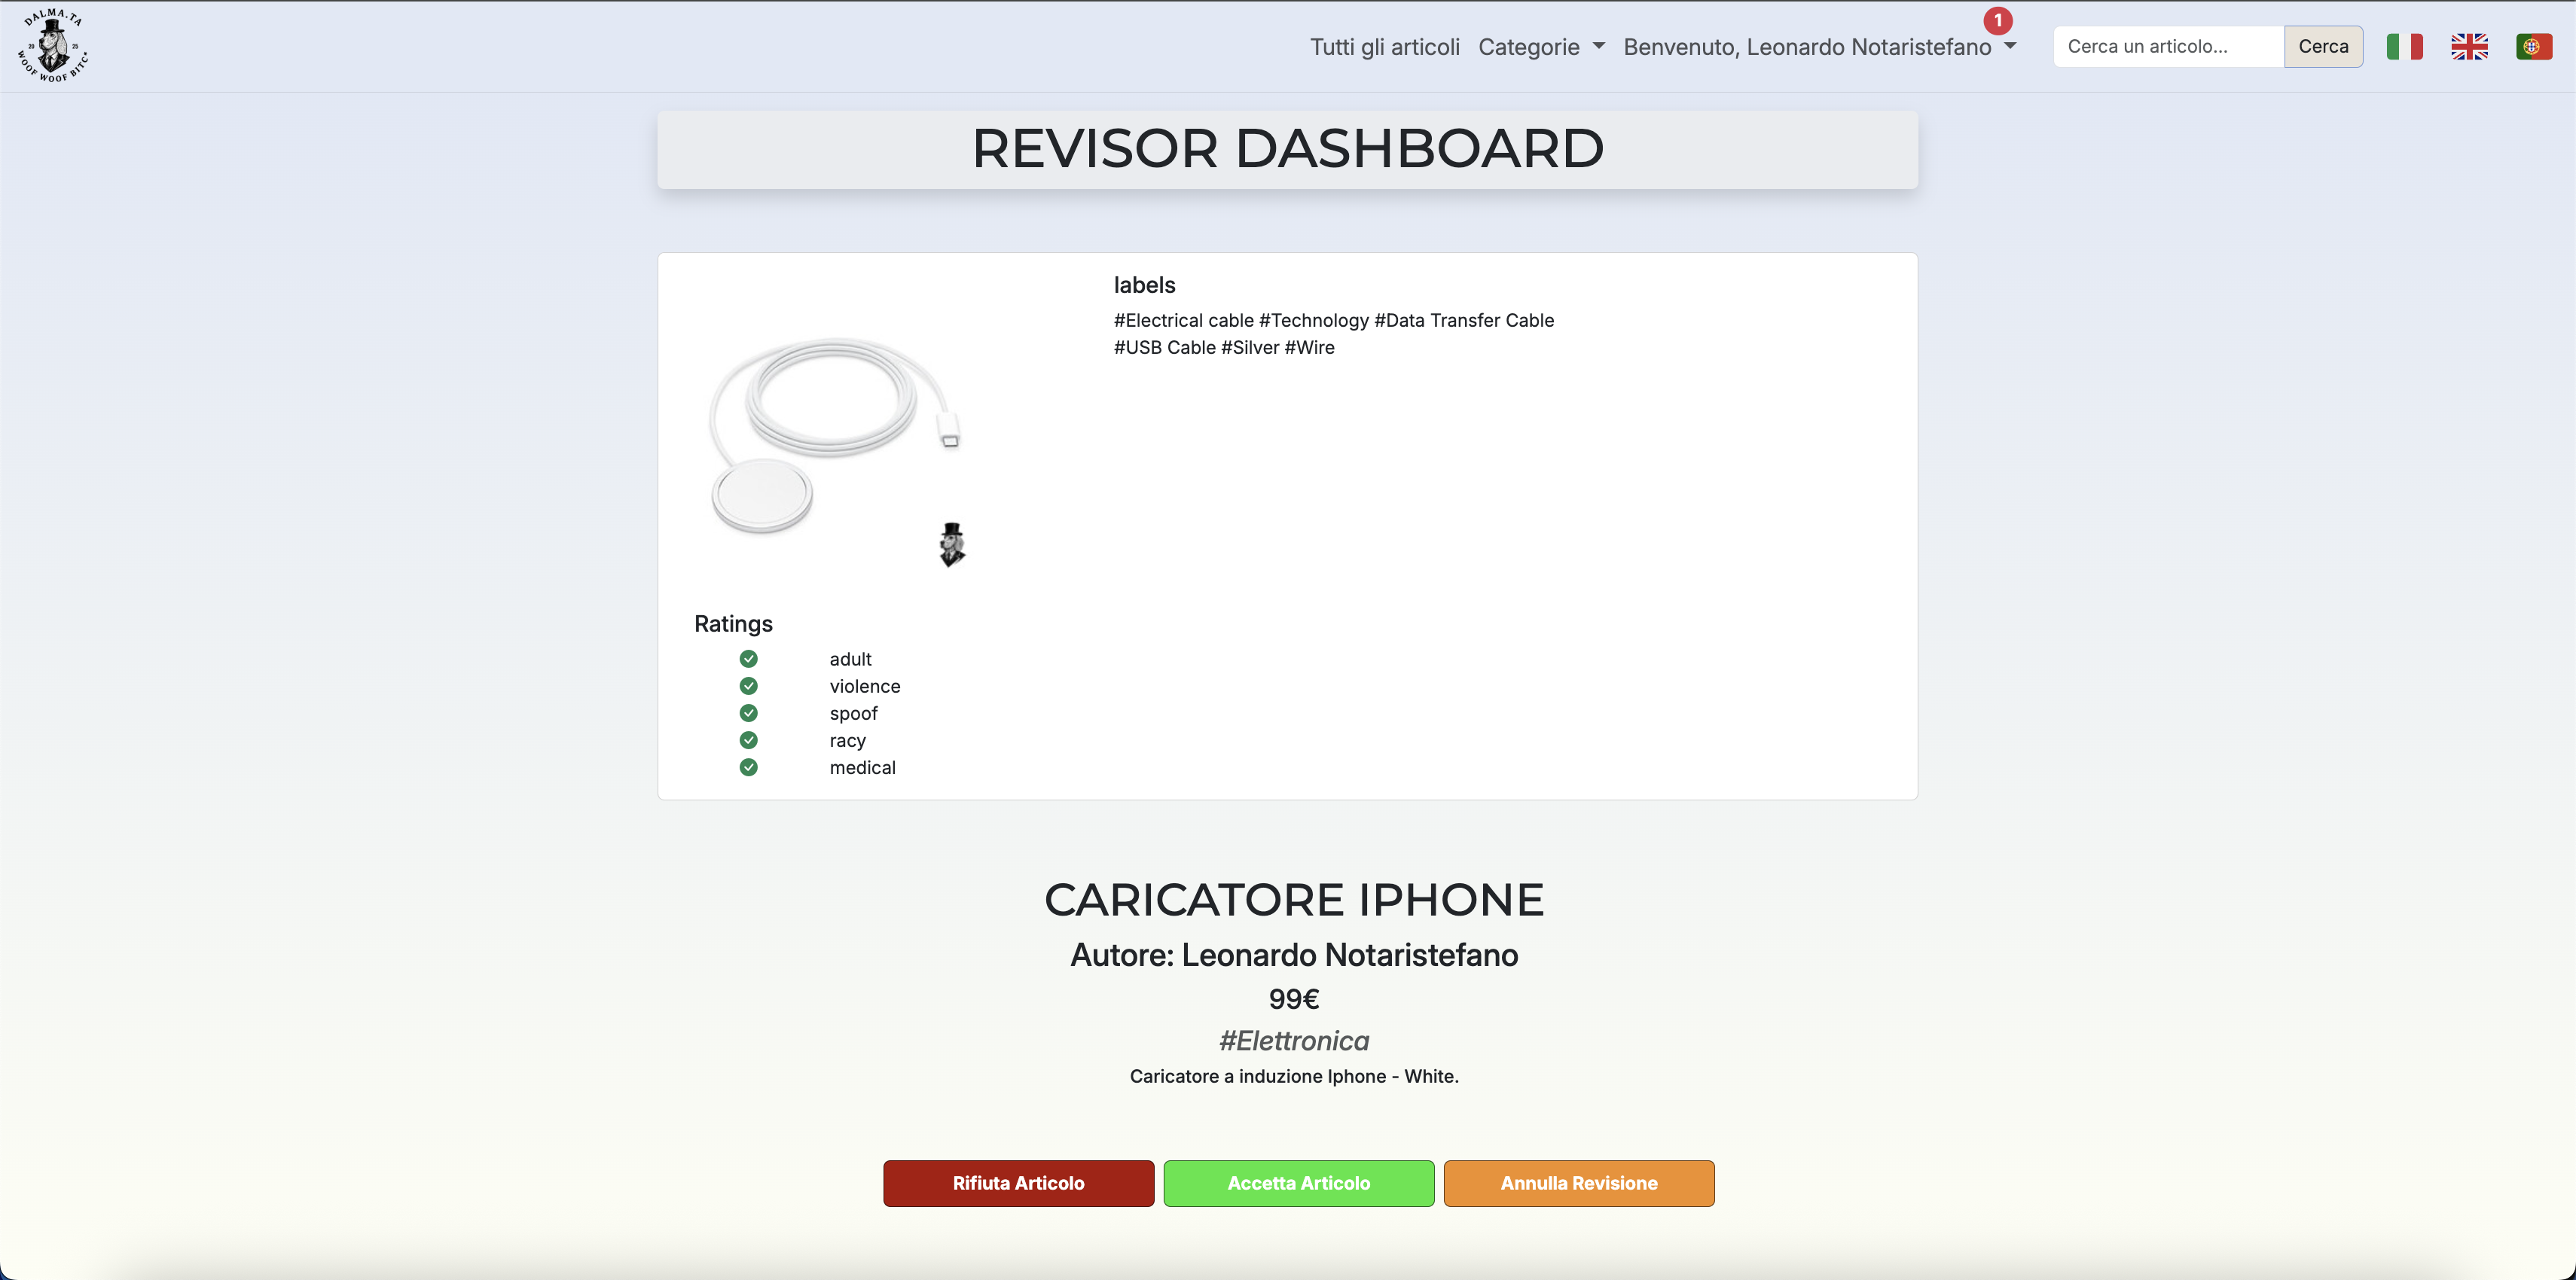 DALMA.TA
20 25
WOOF WOOF BITC*
Tutti gli articoli Categorie Benvenuto, Leonardo Notaristefano 1 Cerca un articolo... Cerca
REVISOR DASHBOARD
labels
#Electrical cable #Technology #Data Transfer Cable
#USB Cable #Silver #Wire
Ratings
adult
violence
spoof
racy
medical
CARICATORE IPHONE
Autore: Leonardo Notaristefano
99€
#Elettronica
Caricatore a induzione Iphone - White.
Rifiuta Articolo Accetta Articolo Annulla Revisione